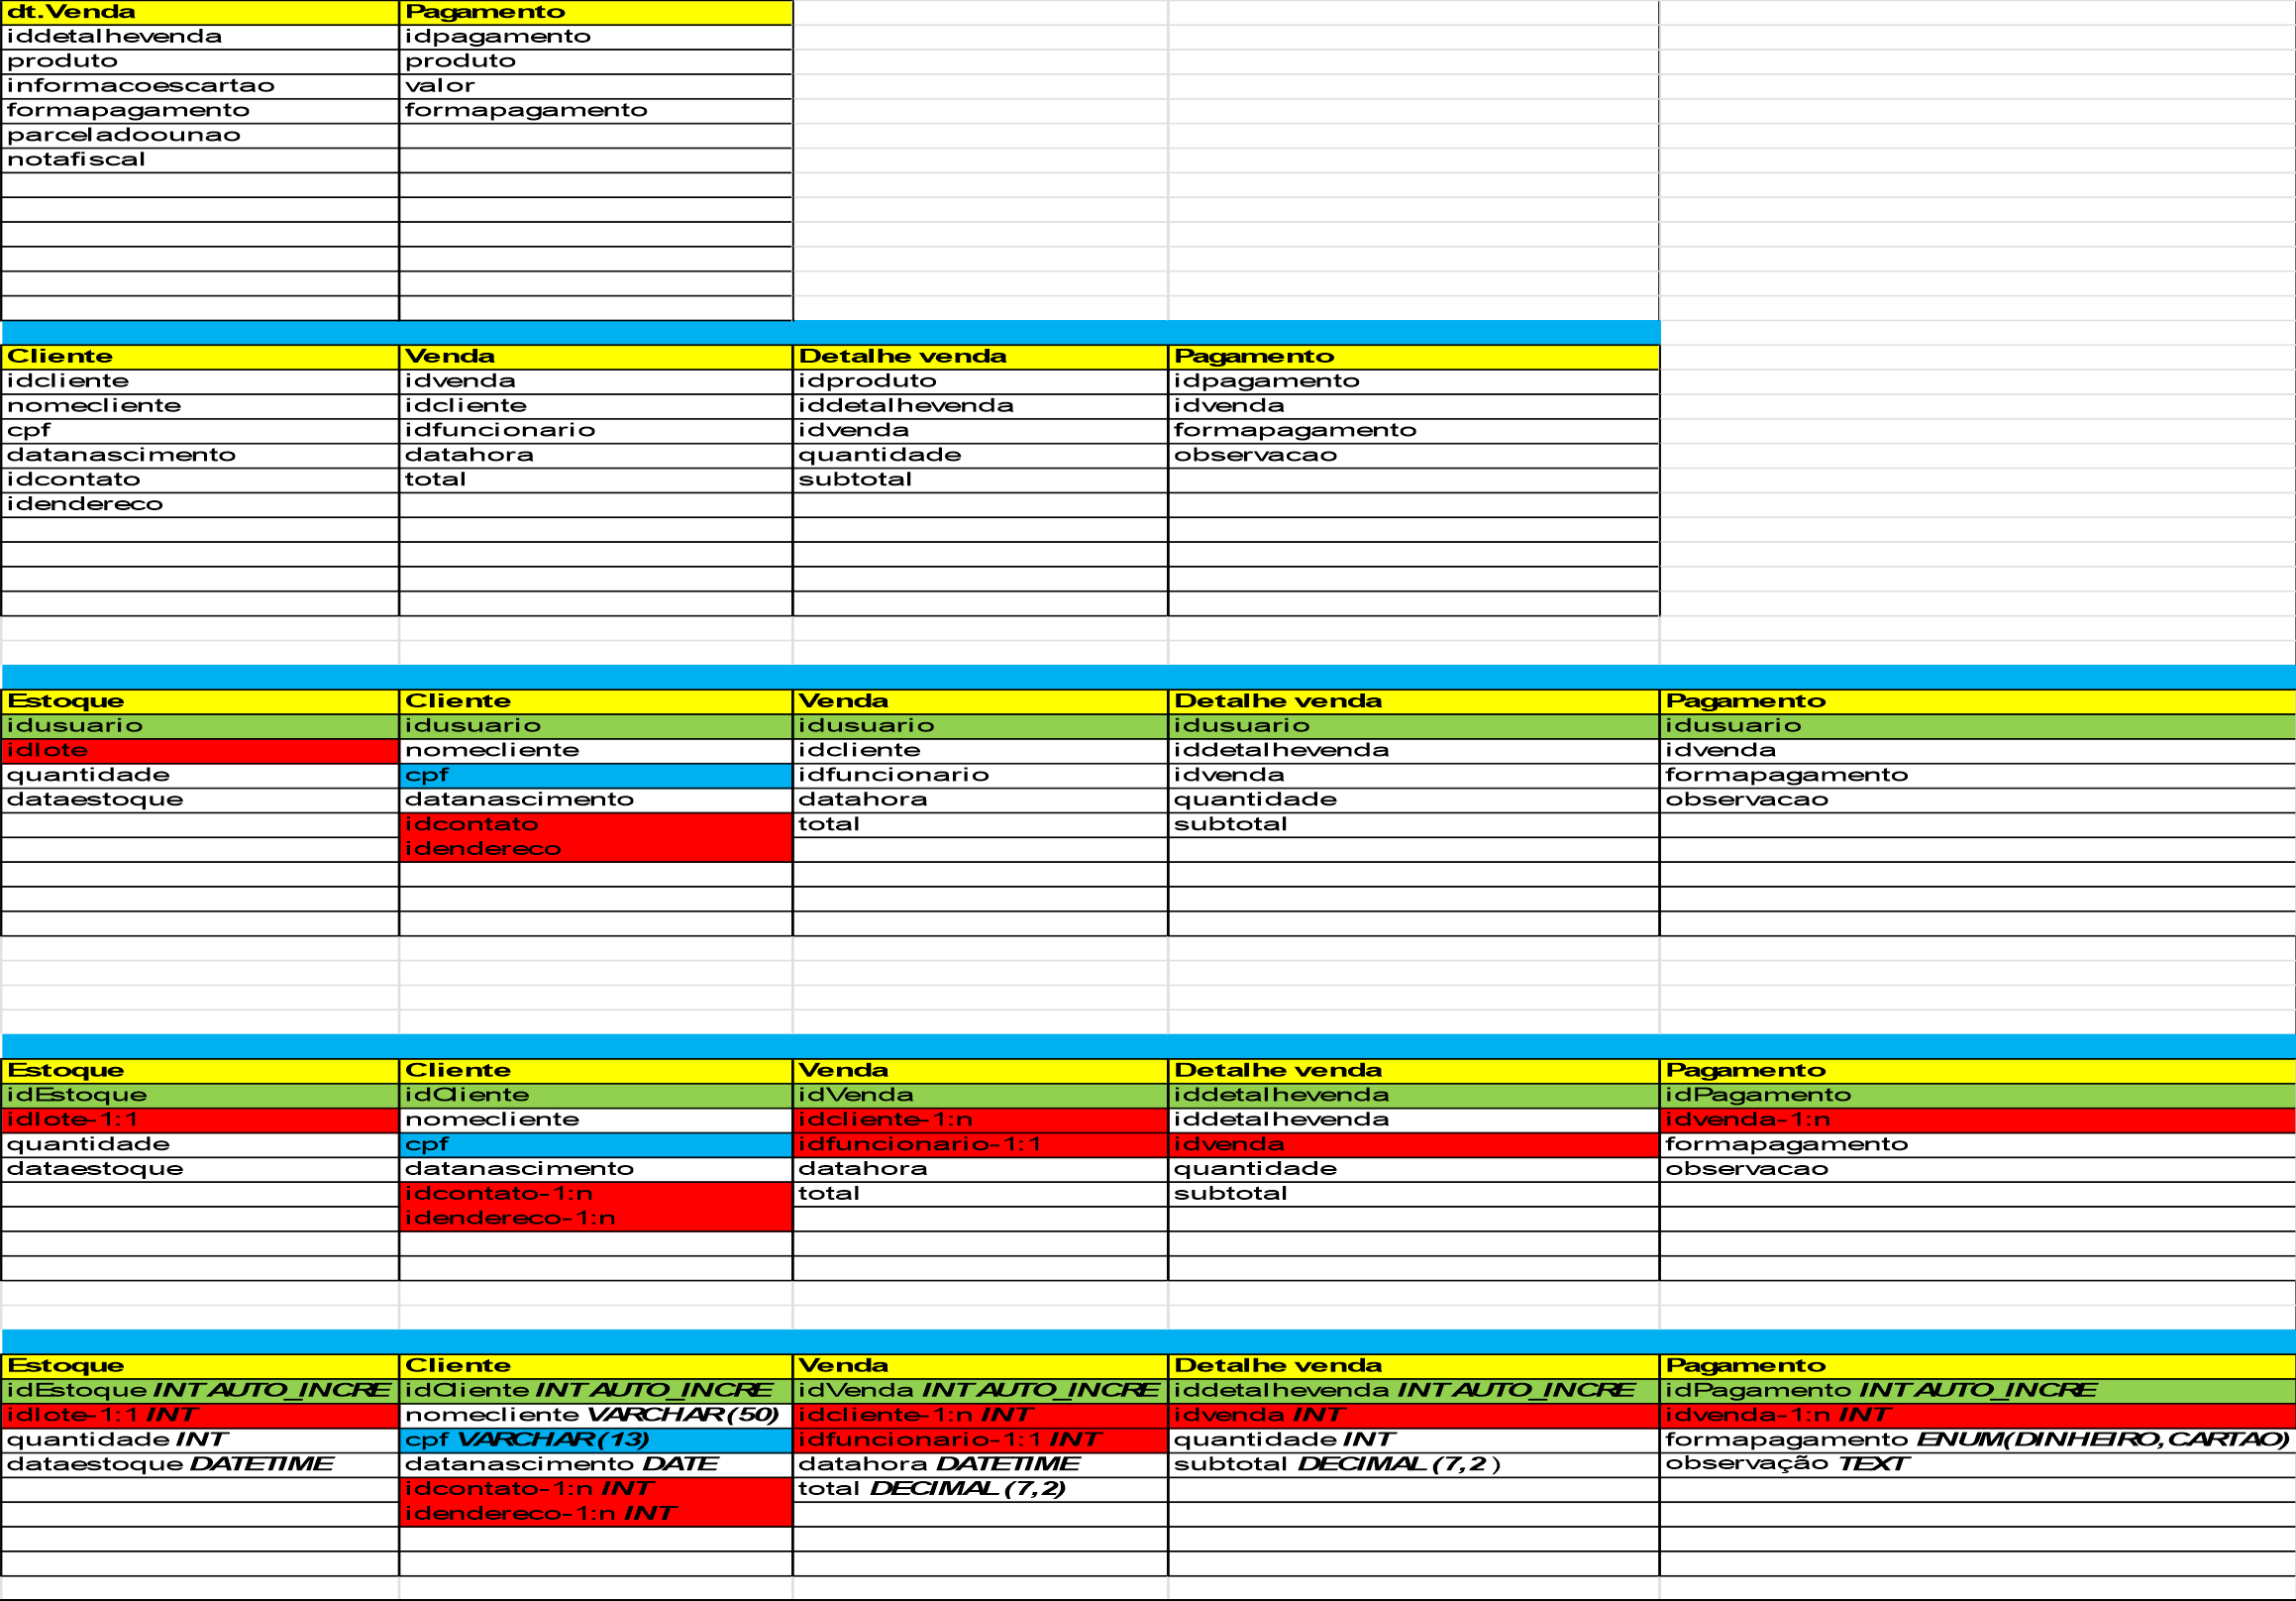 dt.Venda Pagamento
iddetalhevenda idpagamento
produto produto
informacoescartao valor
formapagamento formapagamento
parceladoounao
notafiscal
Cliente Venda Detalhe venda Pagamento
idcliente idvenda idproduto idpagamento
nomecliente idcliente iddetalhevenda idvenda
cpf idfuncionario idvenda formapagamento
datanascimento datahora quantidade observacao
idcontato total subtotal
idendereco
Estoque Cliente Venda Detalhe venda Pagamento
idusuario idusuario idusuario idusuario idusuario
idlote nomecliente idcliente iddetalhevenda idvenda
quantidade cpf idfuncionario idvenda formapagamento
dataestoque datanascimento datahora quantidade observacao
idcontato total subtotal
idendereco
Estoque Cliente Venda Detalhe venda Pagamento
idEstoque idCliente idVenda iddetalhevenda idPagamento
idlote-1:1 nomecliente idcliente-1:n iddetalhevenda idvenda-1:n
quantidade cpf idfuncionario-1:1 idvenda formapagamento
dataestoque datanascimento datahora quantidade observacao
idcontato-1:n total subtotal
idendereco-1:n
Estoque Cliente Venda Detalhe venda Pagamento
idEstoque INT AUTO_INCRE idCliente INT AUTO_INCRE idVenda INT AUTO_INCRE iddetalhevenda INT AUTO_INCRE idPagamento INT AUTO_INCRE
idlote-1:1 INT nomecliente VARCHAR(50) idcliente-1:n INT idvenda INT idvenda-1:n INT
quantidade INT cpf VARCHAR(13) idfuncionario-1:1 INT quantidade INT formapagamento ENUM(DINHEIRO,CARTAO)
dataestoque DATETIME datanascimento DATE datahora DATETIME subtotal DECIMAL(7,2 ) observação TEXT
idcontato-1:n INT total DECIMAL(7,2)
idendereco-1:n INT